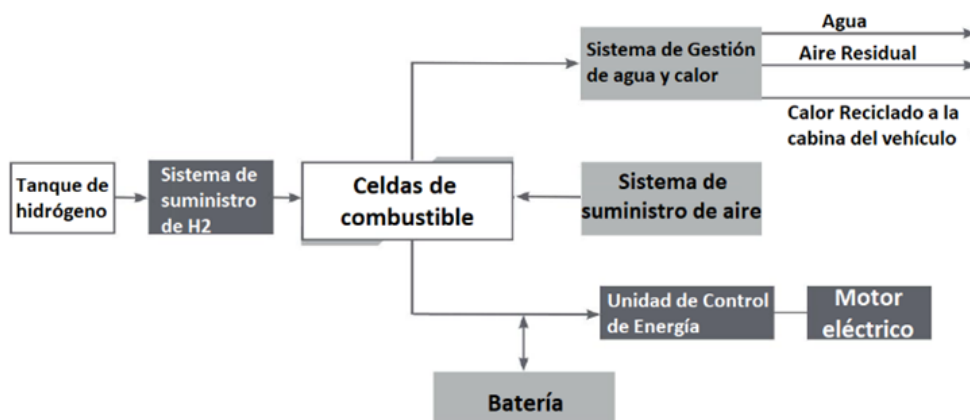 Agua
Sistema de Gestión
de agua y calor
Aire Residual
Calor Reciclado a la
cabina del vehículo
Tanque de
hidrógeno
Sistema de
suministro
de H2
Celdas de
combustible
Sistema de
suministro de aire
Unidad de Control
de Energía
Motor
eléctrico
Batería